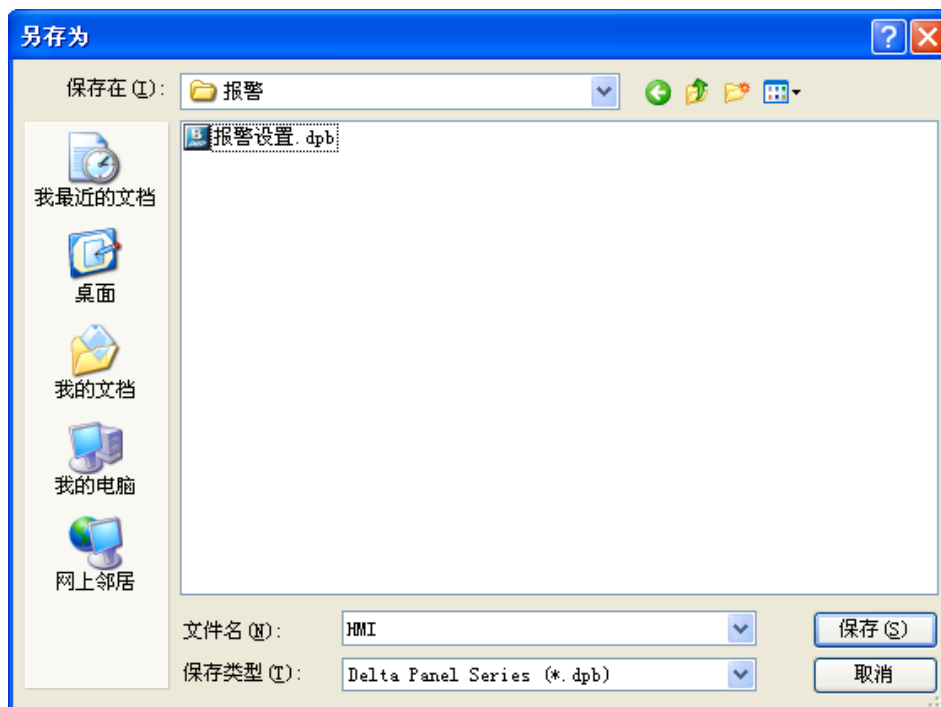 另存为
保存在(I):
报警
报警设置.dpb
我最近的文档
桌面
我的文档
我的电脑
网上邻居
文件名(N):
HMI
保存(S)
保存类型(T):
Delta Panel Series (*.dpb)
取消